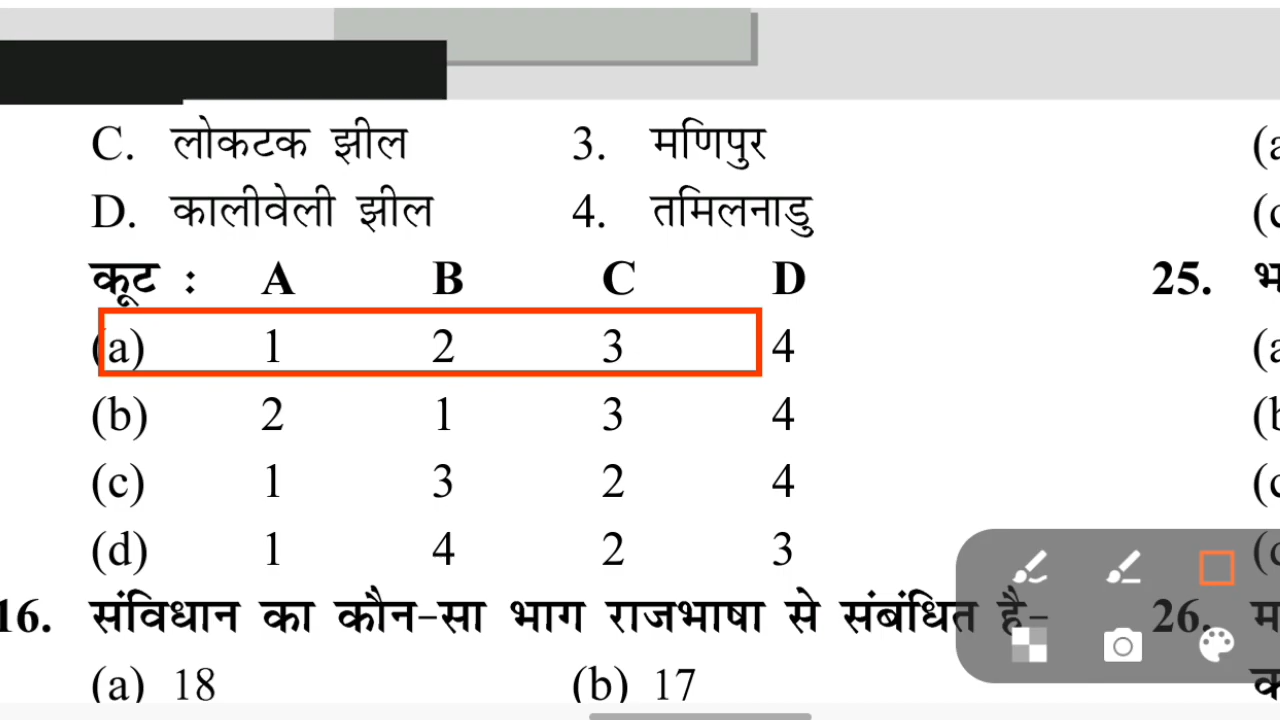 C. लोकटक झील 3. मणिपुर
D. कालीवेली झील 4. तमिलनाडु
कूट : A B C D
(a) 1 2 3 4
(b) 2 1 3 4
(c) 1 3 2 4
(d) 1 4 2 3
16. संविधान का कौन-सा भाग राजभाषा से संबंधित है-
(a) 18 (b) 17
25.
26.